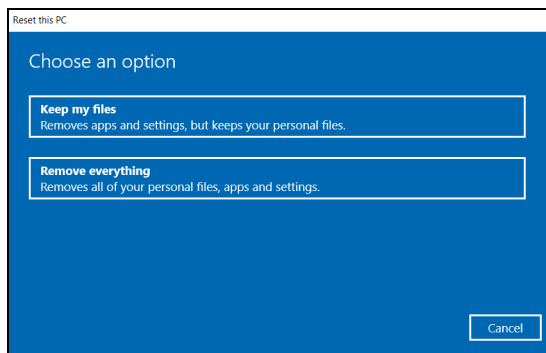 Reset this PC
Choose an option
Keep my files
Removes apps and settings, but keeps your personal files.
Remove everything
Removes all of your personal files, apps and settings.
Cancel